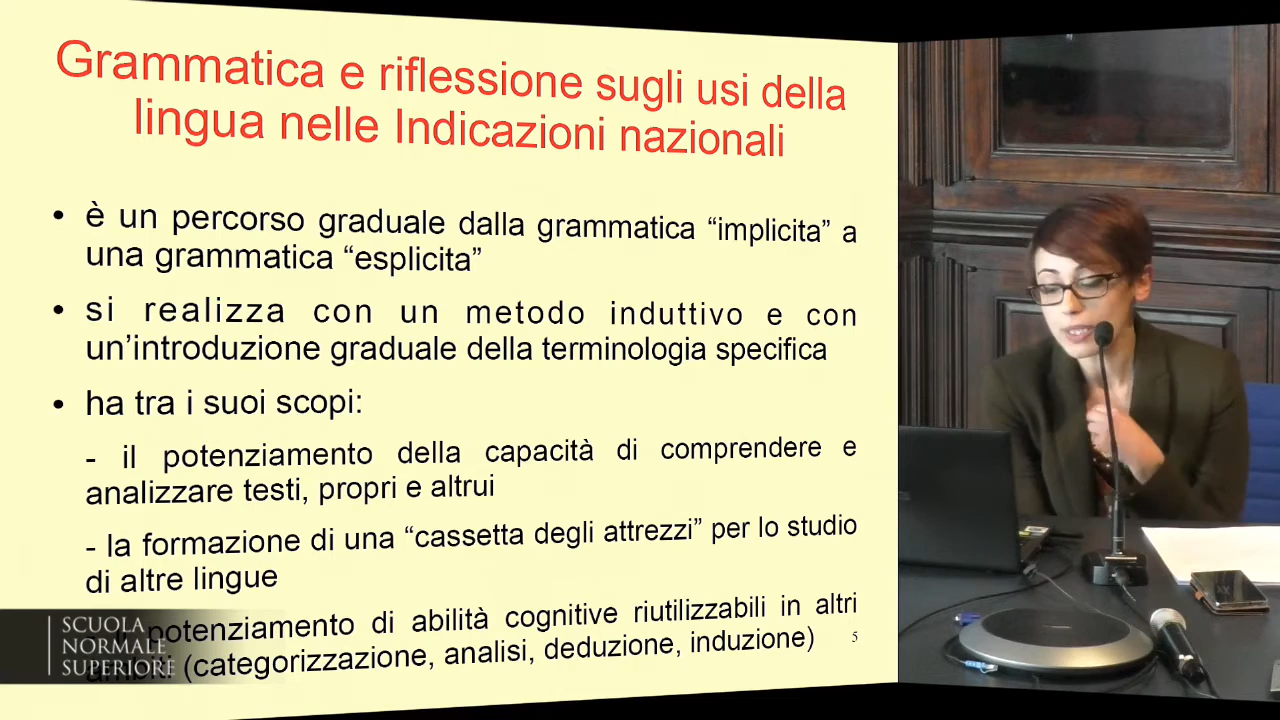 Grammatica e riflessione sugli usi della
lingua nelle Indicazioni nazionali
• è un percorso graduale dalla grammatica “implicita” a
una grammatica “esplicita”
• si realizza con un metodo induttivo e con
un’introduzione graduale della terminologia specifica
• ha tra i suoi scopi:
- il potenziamento della capacità di comprendere e
analizzare testi, propri e altrui
- la formazione di una “cassetta degli attrezzi” per lo studio
di altre lingue
potenziamento di abilità cognitive riutilizzabili in altri
ambiti (categorizzazione, analisi, deduzione, induzione)
5
SCUOLA
NORMALE
SUPERIORE